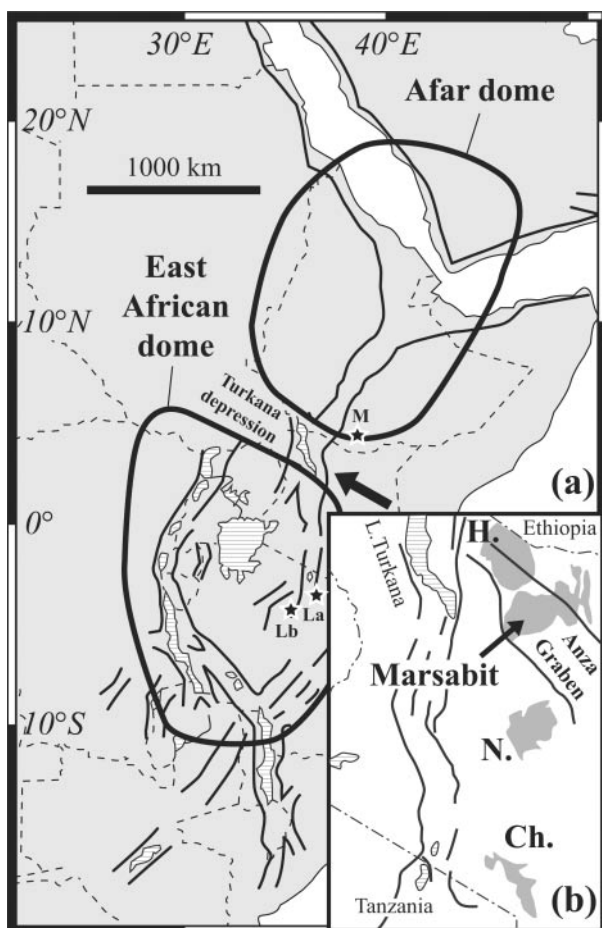 30°E
40°E
20°N
Afar dome
1000 km
East
African
dome
10°N
Turkana
depression
M
(a)
0°
Lb
La
10°S
L.Turkana
H.
Ethiopia
Anza
Graben
Marsabit
N.
Ch.
Tanzania
(b)